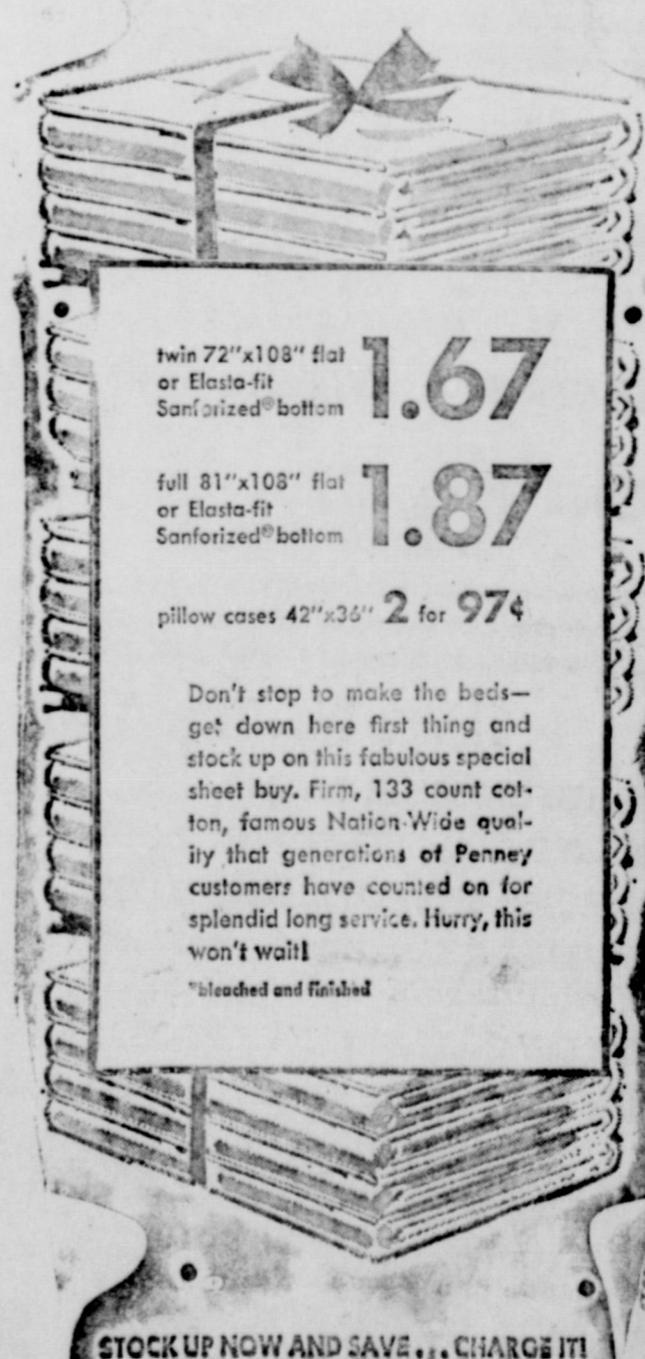 twin 72"x108" flat
or Elasta-fit
Sanforized® bottom
1.67
full 81"x108" flat
or Elasta-fit
Sanforized® bottom
1.87
pillow cases 42"x36" 2 for 97¢
Don't stop to make the beds—
get down here first thing and
stock up on this fabulous special
sheet buy. Firm, 133 count cot-
ton, famous Nation-Wide qual-
ity that generations of Penney
customers have counted on for
splendid long service. Hurry, this
won't wait!
*bleached and finished
STOCK UP NOW AND SAVE... CHARGE IT!